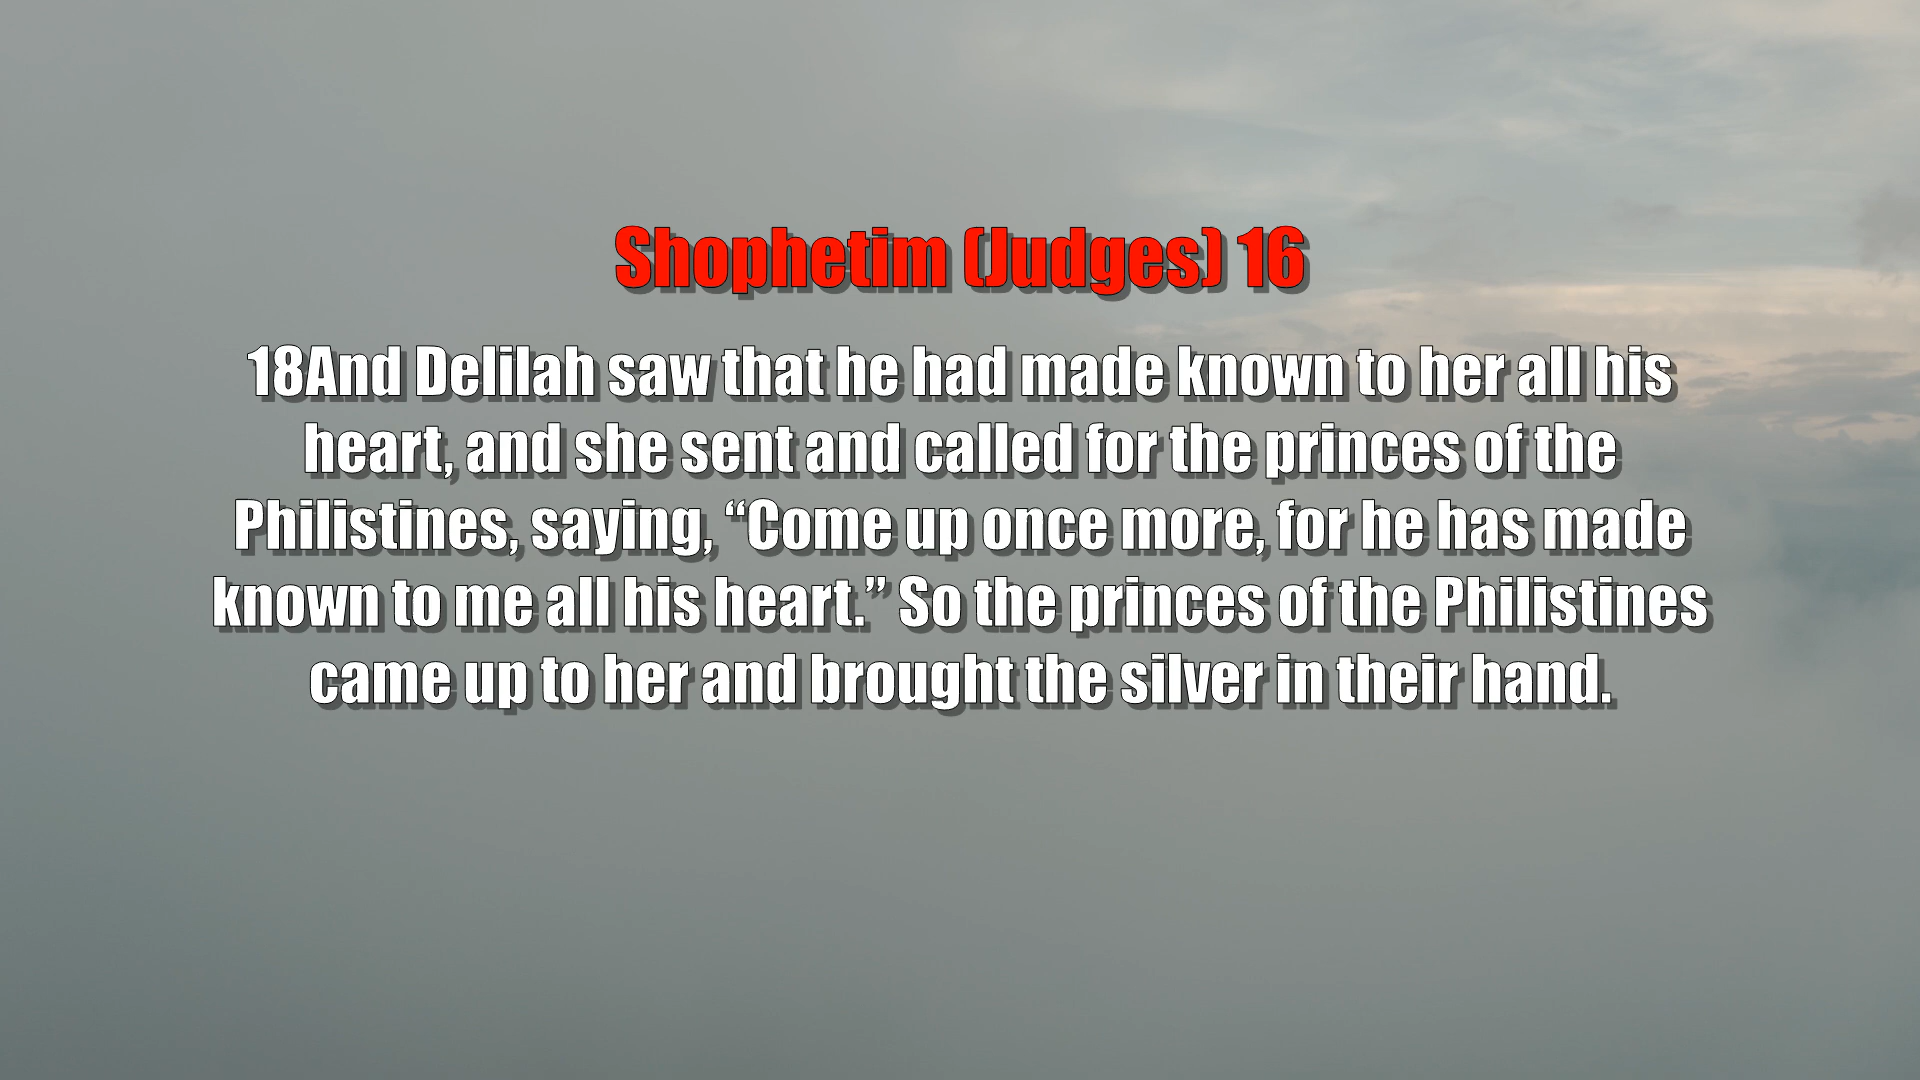 Shophetim (Judges) 16
18And Delilah saw that he had made known to her all his
heart, and she sent and called for the princes of the
Philistines, saying, “Come up once more, for he has made
known to me all his heart.” So the princes of the Philistines
came up to her and brought the silver in their hand.